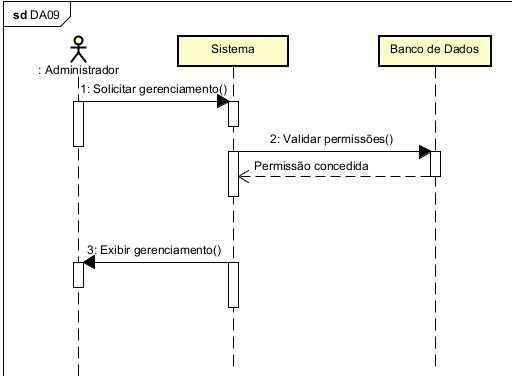 sd DA09
: Administrador
Sistema
Banco de Dados
1: Solicitar gerenciamento()
2: Validar permissões()
Permissão concedida
3: Exibir gerenciamento()